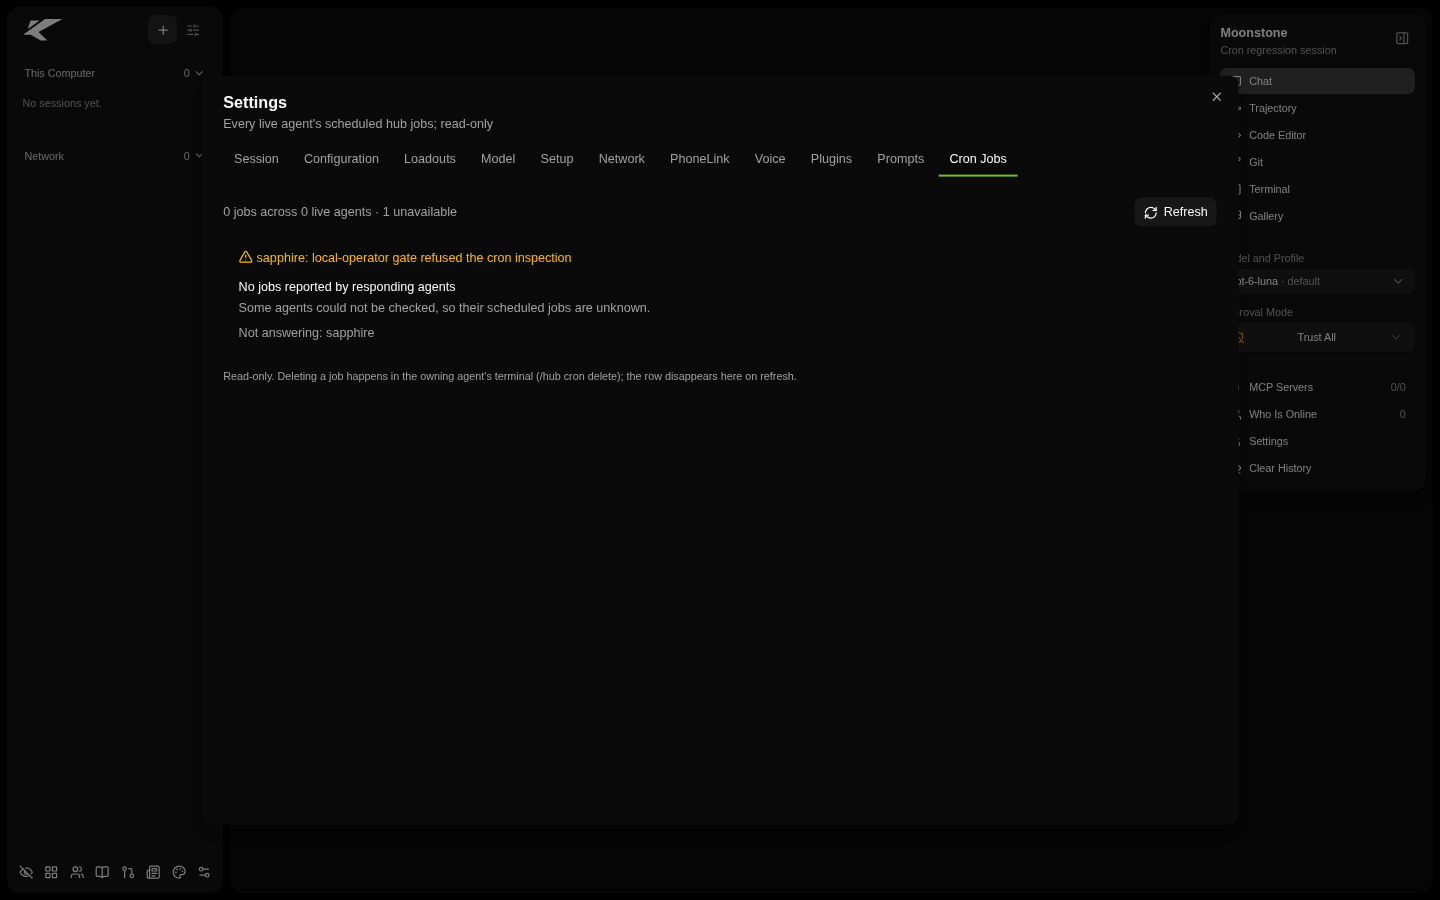 This Computer 0
No sessions yet.
Network 0
Settings
Every live agent's scheduled hub jobs; read-only
Session Configuration Loadouts Model Setup Network PhoneLink Voice Plugins Prompts Cron Jobs
0 jobs across 0 live agents · 1 unavailable
Refresh
sapphire: local-operator gate refused the cron inspection
No jobs reported by responding agents
Some agents could not be checked, so their scheduled jobs are unknown.
Not answering: sapphire
Read-only. Deleting a job happens in the owning agent's terminal (/hub cron delete); the row disappears here on refresh.
Moonstone
Cron regression session
Chat
Trajectory
Code Editor
Git
Terminal
Gallery
and Profile
· default
Mode
Trust All
MCP Servers 0/0
Who Is Online 0
Settings
Clear History